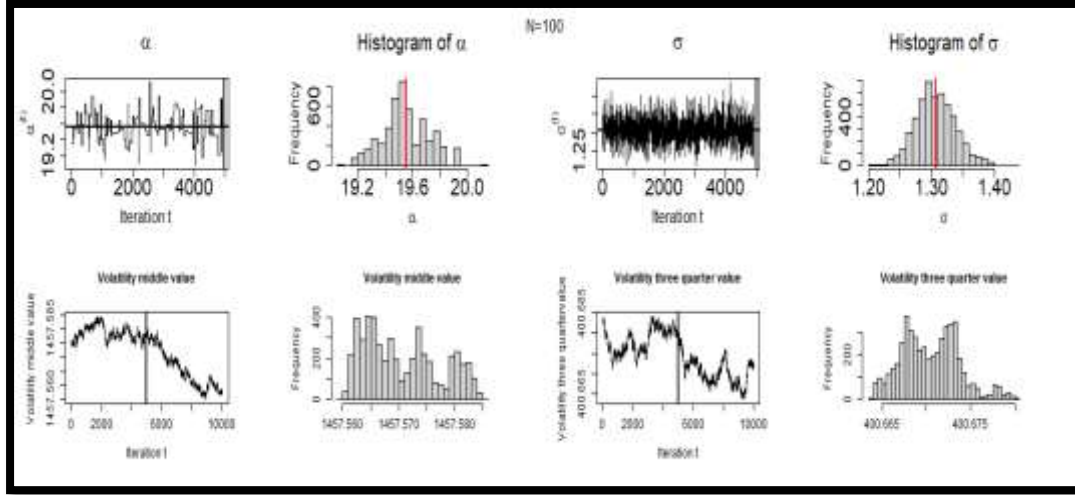 N=100
α
Histogram of α
σ
Histogram of σ
α(t)
19.2 20.0
0 2000 4000
Iteration t
Frequency
0 600
19.2 19.6 20.0
α
σ(t)
1.25
0 2000 4000
Iteration t
Frequency
0 400
1.20 1.30 1.40
σ
Volatility middle value
Volatility middle value
Volatility three quarter value
Volatility three quarter value
Volatility middle value
1457.560 1457.585
0 2000 6000 10000
Iteration t
Frequency
0 200 400
1457.560 1457.570 1457.580
Volatility three quartervalue
400.665 400.685
0 2000 6000 10000
Iteration t
Frequency
0 200
400.665 400.675